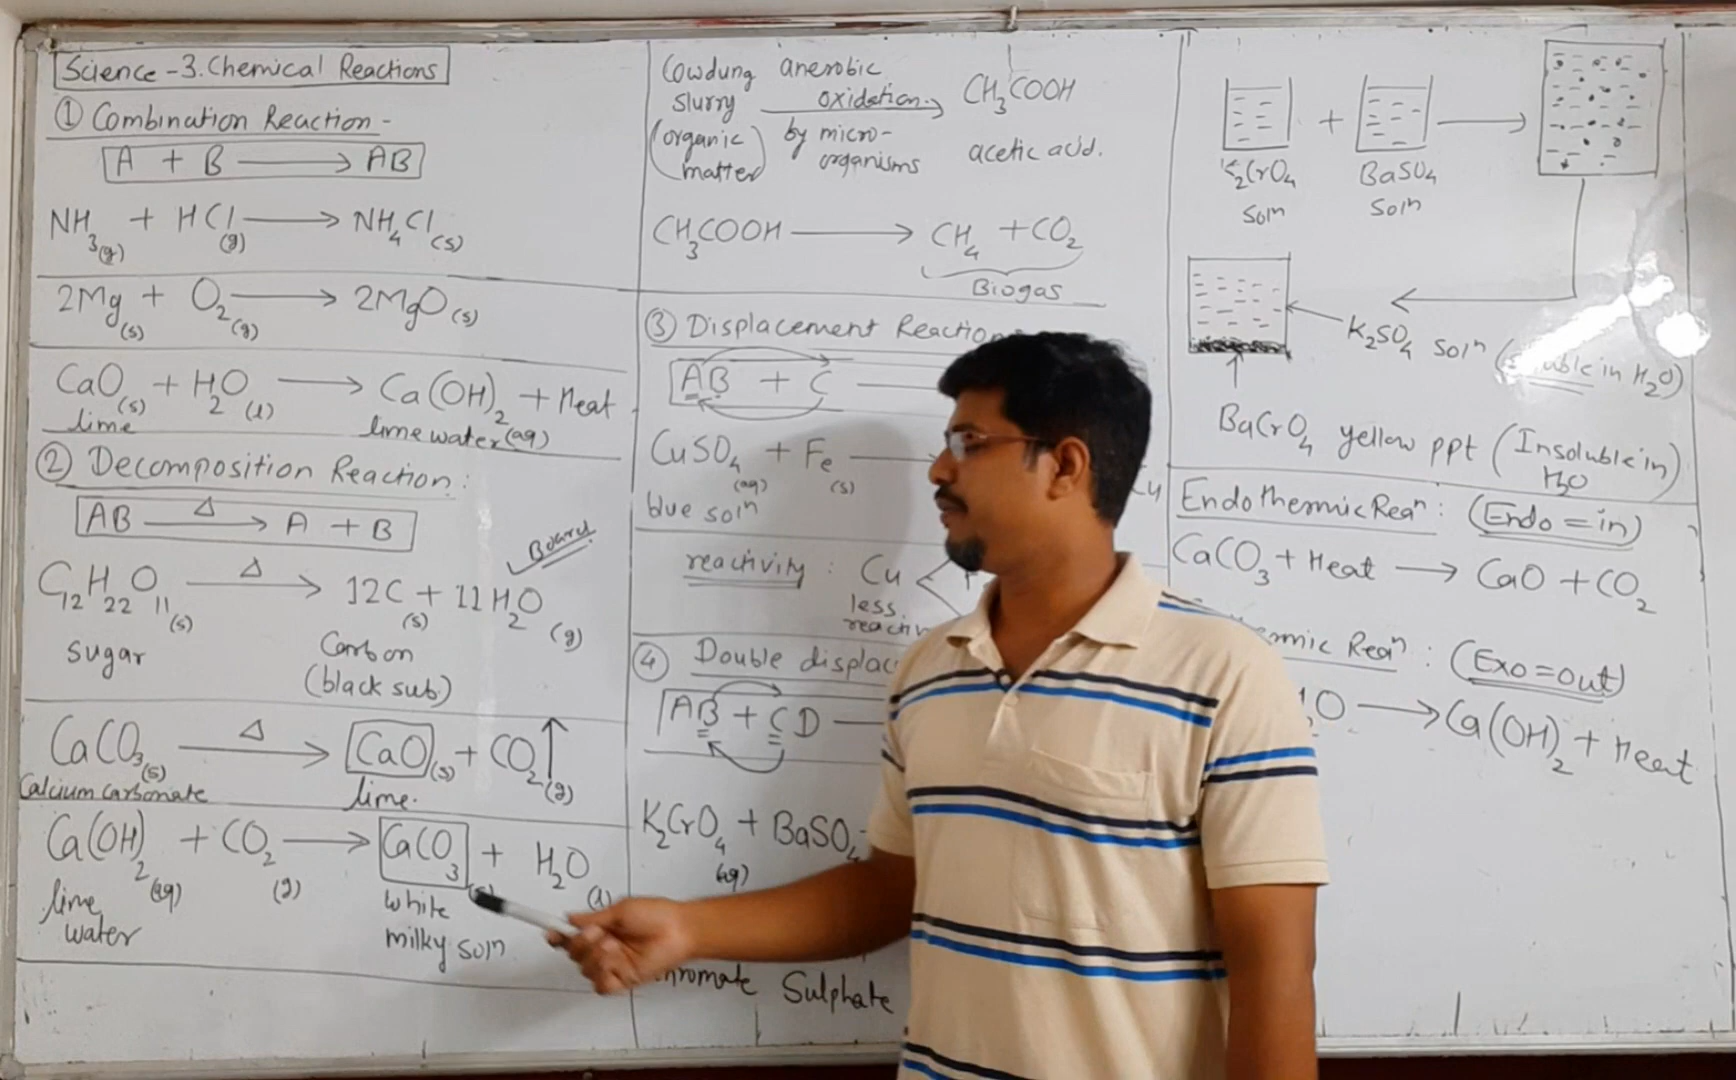 Science-3. Chemical Reactions
① Combination Reaction-
A + B ⟶ AB
NH₃(g) + HCl(g) ⟶ NH₄Cl(s)
2Mg(s) + O₂(g) ⟶ 2MgO(s)
CaO(s) + H₂O(l) ⟶ Ca(OH)₂ + Heat
lime lime water(aq)
② Decomposition Reaction:
AB —Δ→ A + B
Board
C₁₂H₂₂O₁₁(s) —Δ→ 12C(s) + 11H₂O(g)
sugar Carbon
(black sub.)
CaCO₃(s) —Δ→ CaO(s) + CO₂↑(g)
Calcium carbonate lime.
Ca(OH)₂(aq) + CO₂(g) ⟶ CaCO₃(s) + H₂O(l)
lime white
water milky solⁿ
Cowdung anerobic
slurry oxidation → CH₃COOH
(organic matter) by micro-organisms acetic acid.
CH₃COOH ⟶ CH₄ + CO₂
Biogas
③ Displacement Reaction
AB + C
CuSO₄(aq) + Fe(s) ⟶
blue solⁿ
reactivity : Cu <
less
④ Double
AB + CD
K₂CrO₄(aq) + BaSO₄
Sulphate
+ ⟶
K₂CrO₄ BaSO₄
Solⁿ Solⁿ
K₂SO₄ Solⁿ in H₂O)
BaCrO₄ yellow ppt (Insoluble in H₂O)
Endothermic Reaⁿ: (Endo = in)
CaCO₃ + Heat ⟶ CaO + CO₂
Reaⁿ: (Exo = out)
⟶ Ca(OH)₂ + Heat